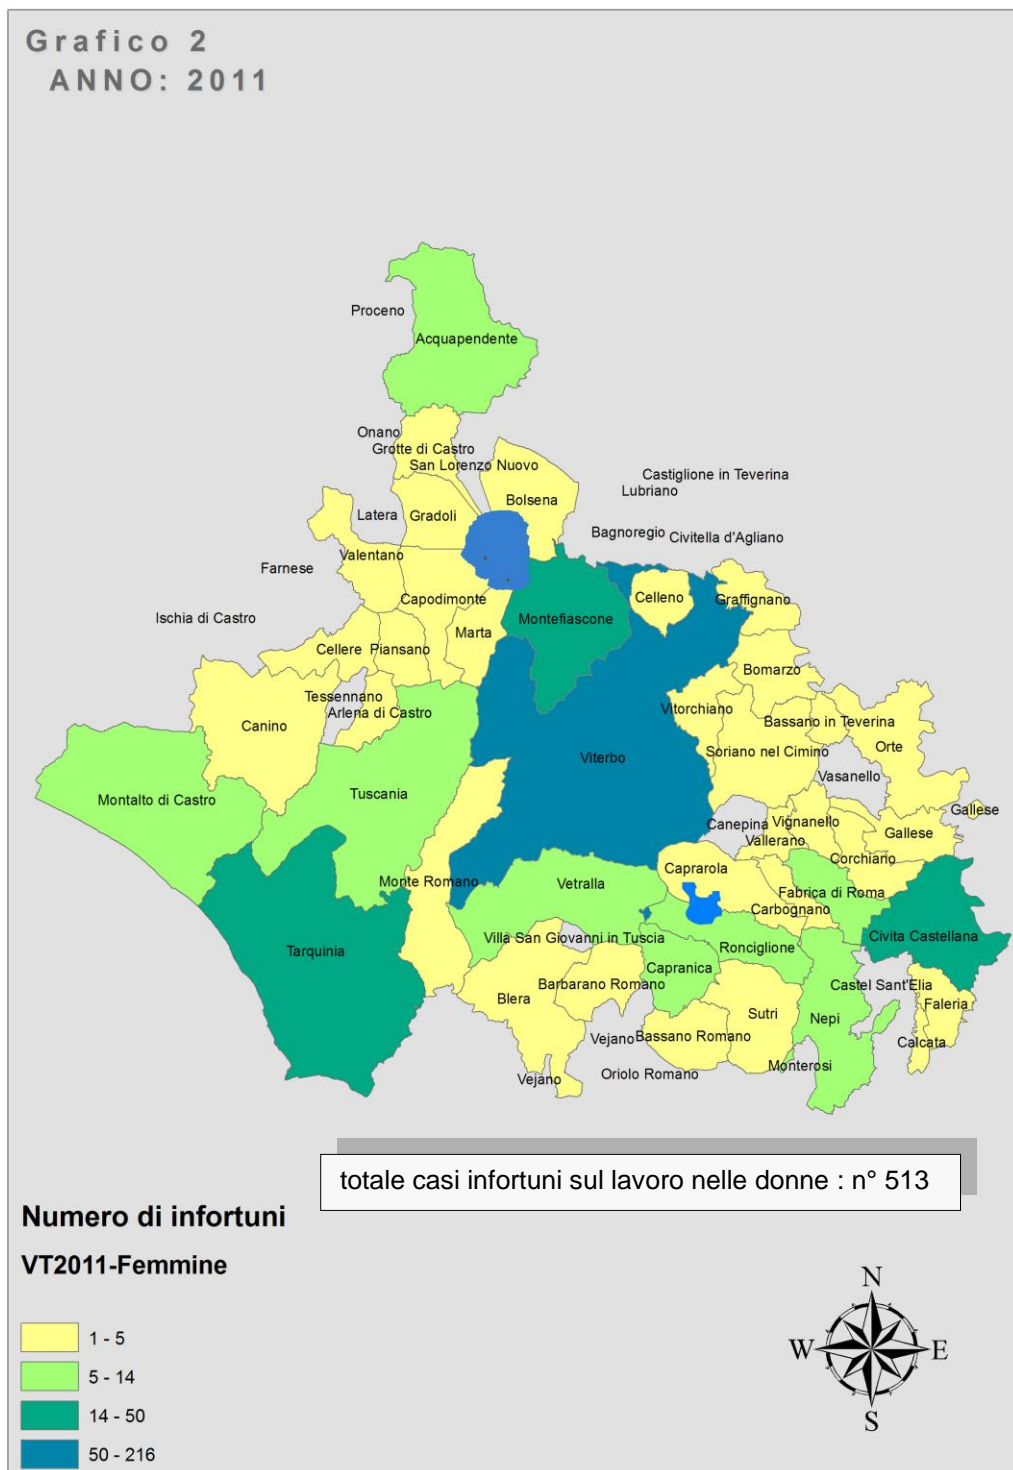 Grafico 2
ANNO: 2011
Proceno
Acquapendente
Onano
Grotte di Castro
San Lorenzo Nuovo
Castiglione in Teverina
Lubriano
Bolsena
Latera
Gradoli
Bagnoregio
Civitella d'Agliano
Valentano
Farnese
Capodimonte
Celleno
Graffignano
Ischia di Castro
Montefiascone
Marta
Cellere
Piansano
Bomarzo
Tessennano
Arlena di Castro
Vitorchiano
Canino
Bassano in Teverina
Soriano nel Cimino
Orte
Viterbo
Vasanello
Montalto di Castro
Tuscania
Gallese
Canepina
Vignanello
Gallese
Vallerano
Corchiano
Caprarola
Monte Romano
Vetralla
Fabrica di Roma
Carbognano
Civita Castellana
Villa San Giovanni in Tuscia
Tarquinia
Ronciglione
Capranica
Barbarano Romano
Castel Sant'Elia
Blera
Faleria
Sutri
Nepi
Vejano
Bassano Romano
Calcata
Monterosi
Oriolo Romano
Vejano
totale casi infortuni sul lavoro nelle donne : n° 513
Numero di infortuni
VT2011-Femmine
1 - 5
5 - 14
14 - 50
50 - 216
N
W
E
S